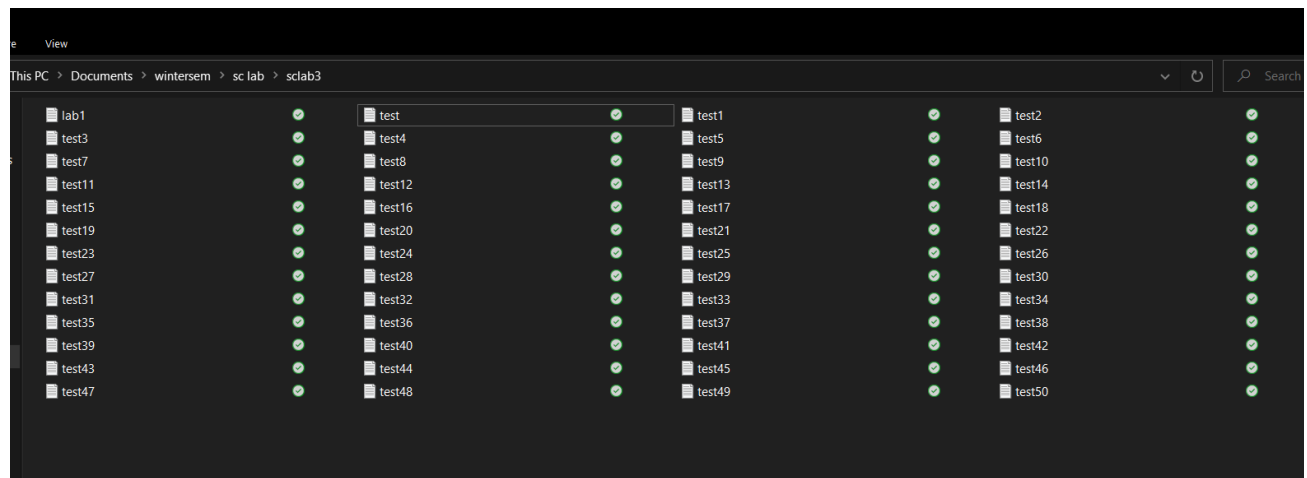 re View
This PC > Documents > wintersem > sc lab > sclab3 Search
lab1 test test1 test2
test3 test4 test5 test6
s test7 test8 test9 test10
test11 test12 test13 test14
test15 test16 test17 test18
test19 test20 test21 test22
test23 test24 test25 test26
test27 test28 test29 test30
test31 test32 test33 test34
test35 test36 test37 test38
test39 test40 test41 test42
test43 test44 test45 test46
test47 test48 test49 test50